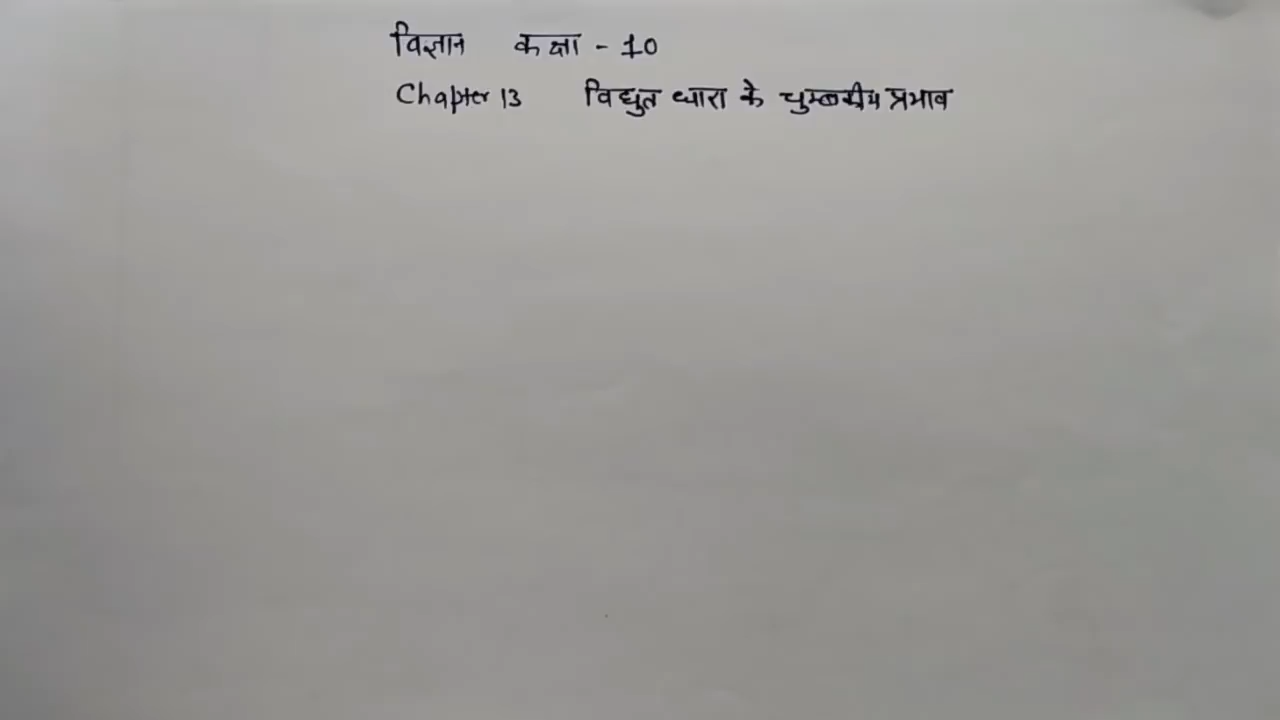 विज्ञान कक्षा - 10
Chapter 13 विद्युत धारा के चुम्बकीय प्रभाव